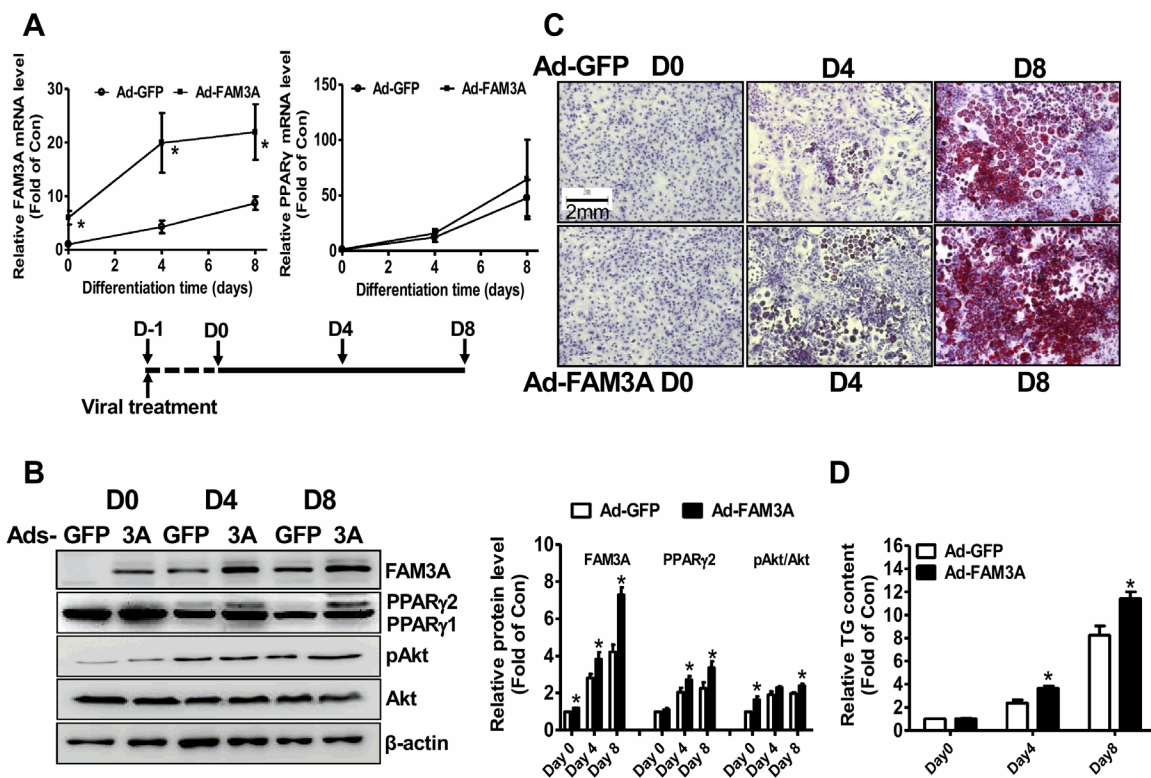 A
Relative FAM3A mRNA level
(Fold of Con)
30
20
10
0
Ad-GFP Ad-FAM3A
*
*
*
0 2 4 6 8
Differentiation time (days)
Relative PPARγ mRNA level
(Fold of Con)
150
100
50
0
Ad-GFP Ad-FAM3A
0 2 4 6 8
Differentiation time (days)
D-1 D0 D4 D8
Viral treatment
C
Ad-GFP D0 D4 D8
2mm
Ad-FAM3A D0 D4 D8
B
D0 D4 D8
Ads- GFP 3A GFP 3A GFP 3A
FAM3A
PPARγ2
PPARγ1
pAkt
Akt
β-actin
Ad-GFP Ad-FAM3A
Relative protein level
(Fold of Con)
10
8
6
4
2
0
FAM3A PPARγ2 pAkt/Akt
* * * * * * *
Day 0 Day 4 Day 8 Day 0 Day 4 Day 8 Day 0 Day 4 Day 8
D
Relative TG content
(Fold of Con)
16
14
12
10
8
6
4
2
0
Ad-GFP
Ad-FAM3A
* *
Day0 Day4 Day8